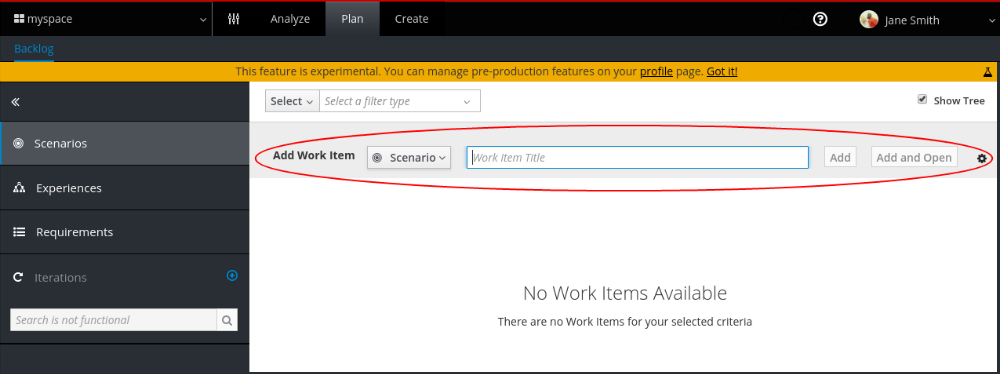 myspace Analyze Plan Create Jane Smith
Backlog
This feature is experimental. You can manage pre-production features on your profile page. Got it!
Select Select a filter type Show Tree
Scenarios
Add Work Item Scenario Work Item Title Add Add and Open
Experiences
Requirements
Iterations
Search is not functional
No Work Items Available
There are no Work Items for your selected criteria